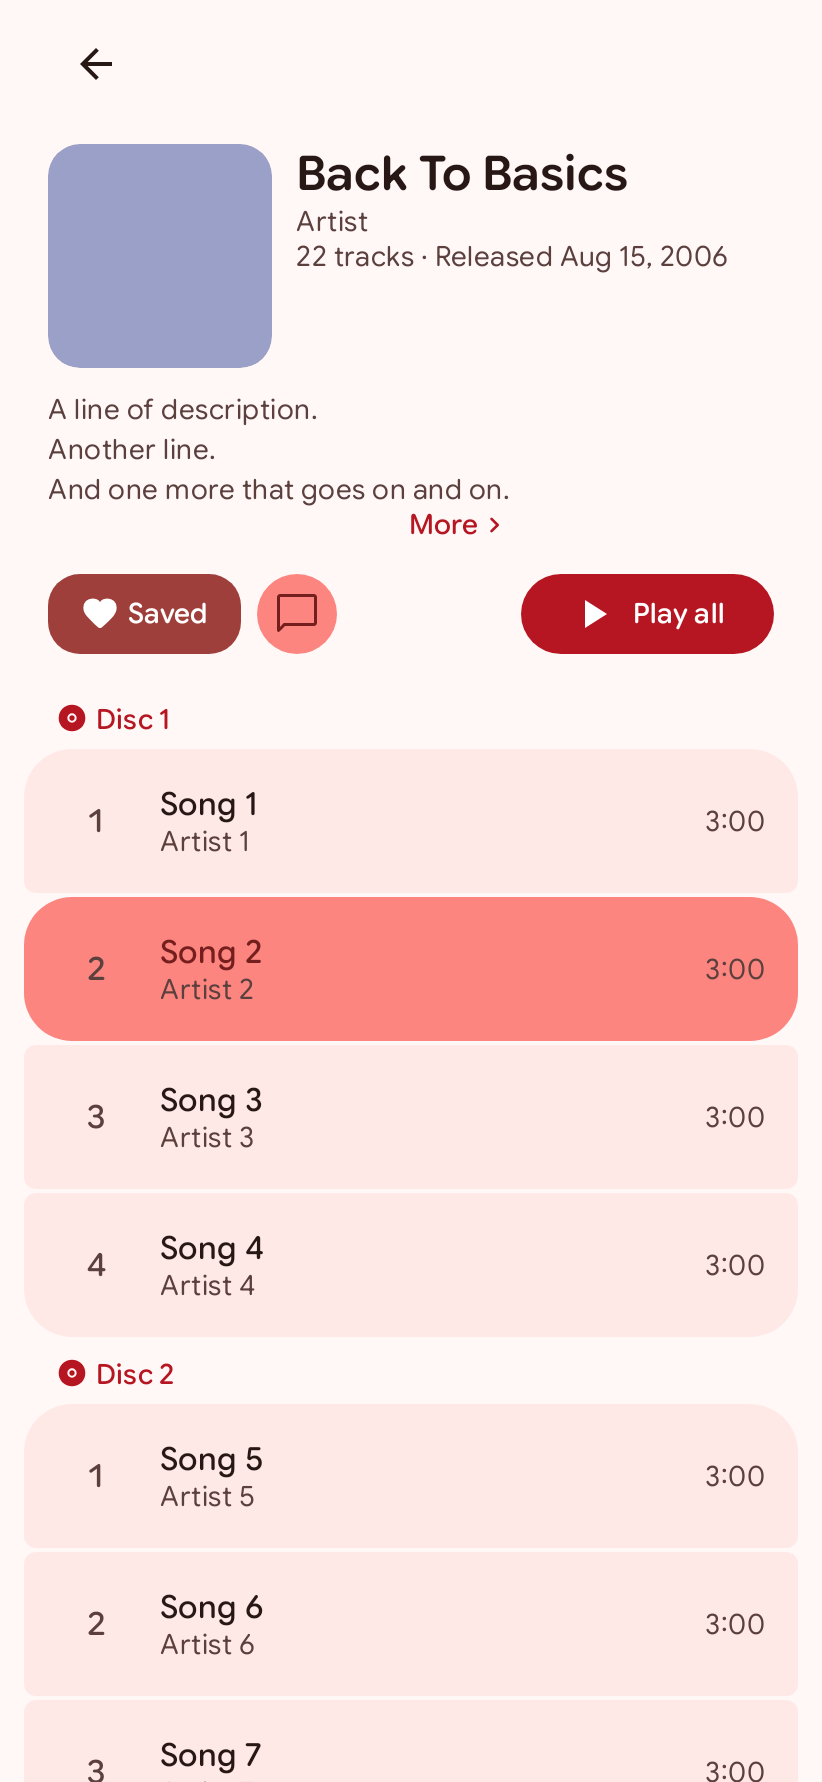 Back To Basics
Artist
22 tracks · Released Aug 15, 2006
A line of description.
Another line.
And one more that goes on and on.
More
Saved
Play all
Disc 1
1
Song 1
Artist 1
3:00
2
Song 2
Artist 2
3:00
3
Song 3
Artist 3
3:00
4
Song 4
Artist 4
3:00
Disc 2
1
Song 5
Artist 5
3:00
2
Song 6
Artist 6
3:00
3
Song 7
3:00